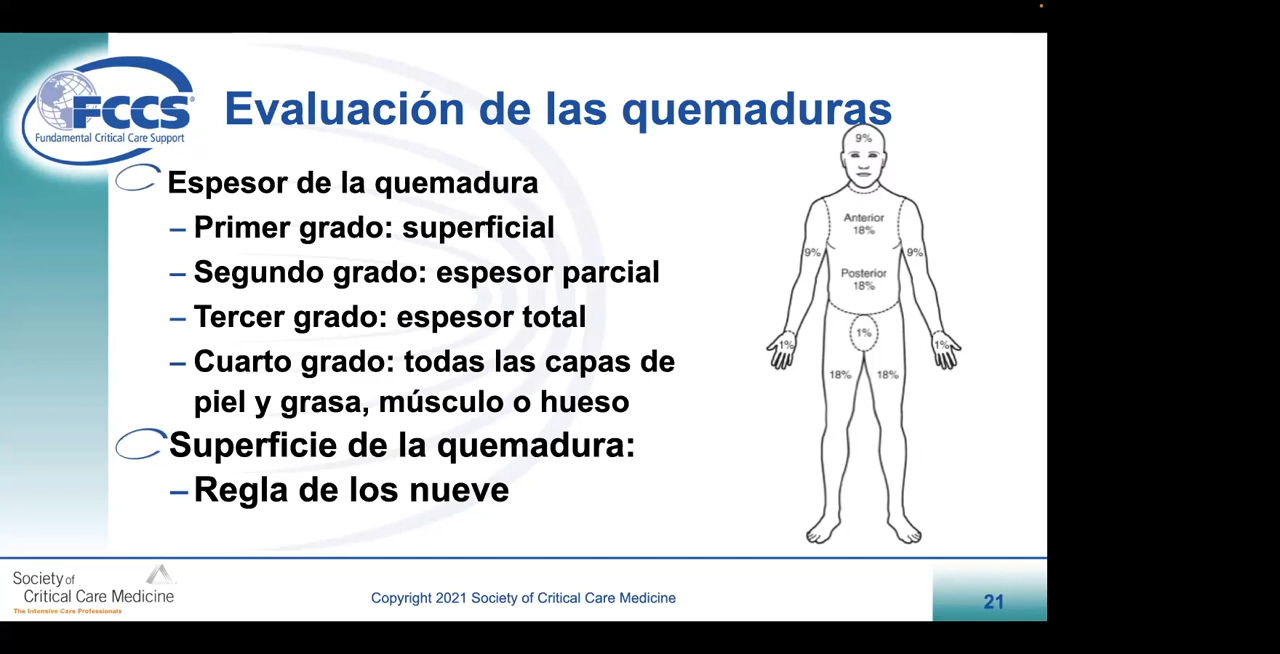 FCCS®
Fundamental Critical Care Support
Evaluación de las quemaduras
Espesor de la quemadura
– Primer grado: superficial
– Segundo grado: espesor parcial
– Tercer grado: espesor total
– Cuarto grado: todas las capas de
piel y grasa, músculo o hueso
Superficie de la quemadura:
– Regla de los nueve
9%
Anterior
18%
9%
9%
Posterior
18%
1%
1%
1%
18%
18%
Society of
Critical Care Medicine
The Intensive Care Professionals
Copyright 2021 Society of Critical Care Medicine
21